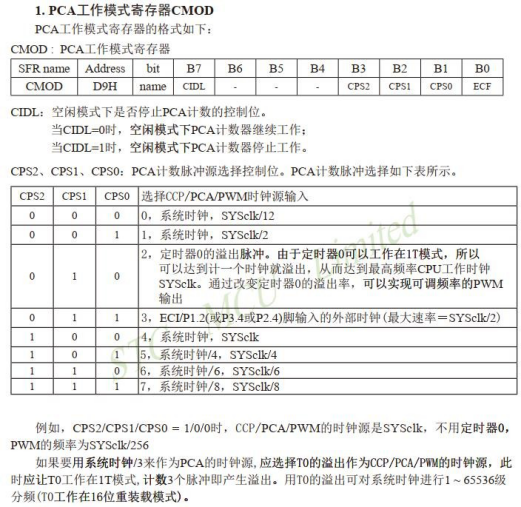 1. PCA工作模式寄存器CMOD
PCA工作模式寄存器的格式如下：
CMOD : PCA工作模式寄存器
SFR name Address bit B7 B6 B5 B4 B3 B2 B1 B0
CMOD D9H name CIDL - - - CPS2 CPS1 CPS0 ECF
CIDL: 空闲模式下是否停止PCA计数的控制位。
当CIDL=0时，空闲模式下PCA计数器继续工作；
当CIDL=1时，空闲模式下PCA计数器停止工作。
CPS2、CPS1、CPS0：PCA计数脉冲源选择控制位。PCA计数脉冲选择如下表所示。
CPS2 CPS1 CPS0 选择CCP/PCA/PWM时钟源输入
0 0 0 0，系统时钟，SYSclk/12
0 0 1 1，系统时钟，SYSclk/2
2，定时器0的溢出脉冲。由于定时器0可以工作在1T模式，所以
可以达到计一个时钟就溢出，从而达到最高频率CPU工作时钟
0 1 0 SYSclk。通过改变定时器0的溢出率，可以实现可调频率的PWM
输出
0 1 1 3，ECI/P1.2(或P3.4或P2.4)脚输入的外部时钟(最大速率＝SYSclk/2)
1 0 0 4，系统时钟，SYSclk
1 0 1 5，系统时钟/4，SYSclk/4
1 1 0 6，系统时钟/6，SYSclk/6
1 1 1 7，系统时钟/8，SYSclk/8
STC MCU Limited
例如，CPS2/CPS1/CPS0 = 1/0/0时，CCP/PCA/PWM的时钟源是SYSclk，不用定时器0，
PWM的频率为SYSclk/256
如果要用系统时钟/3来作为PCA的时钟源,应选择T0的溢出作为CCP/PCA/PWM的时钟源，此
时应让T0工作在1T模式,计数3个脉冲即产生溢出。用T0的溢出可对系统时钟进行1 ~ 65536级
分频(T0工作在16位重装载模式)。